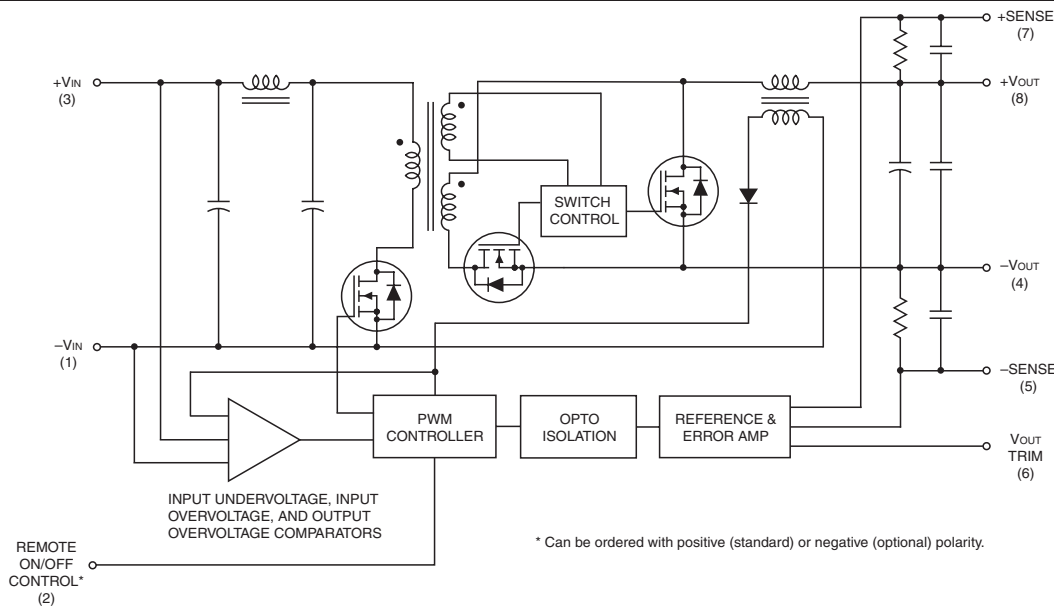 +SENSE
(7)
+VIN
(3)
+VOUT
(8)
SWITCH
CONTROL
−VOUT
(4)
−VIN
(1)
−SENSE
(5)
PWM
CONTROLLER
OPTO
ISOLATION
REFERENCE &
ERROR AMP
VOUT
TRIM
(6)
INPUT UNDERVOLTAGE, INPUT
OVERVOLTAGE, AND OUTPUT
OVERVOLTAGE COMPARATORS
* Can be ordered with positive (standard) or negative (optional) polarity.
REMOTE
ON/OFF
CONTROL*
(2)